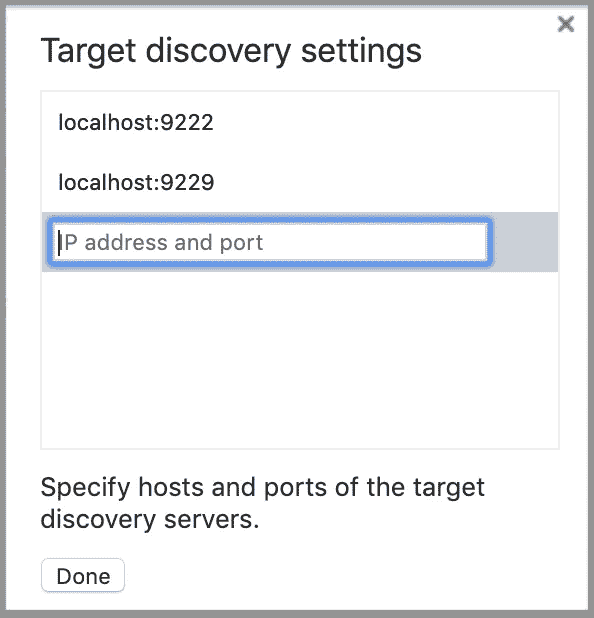 Target discovery settings
localhost:9222
localhost:9229
IP address and port
Specify hosts and ports of the target
discovery servers.
Done